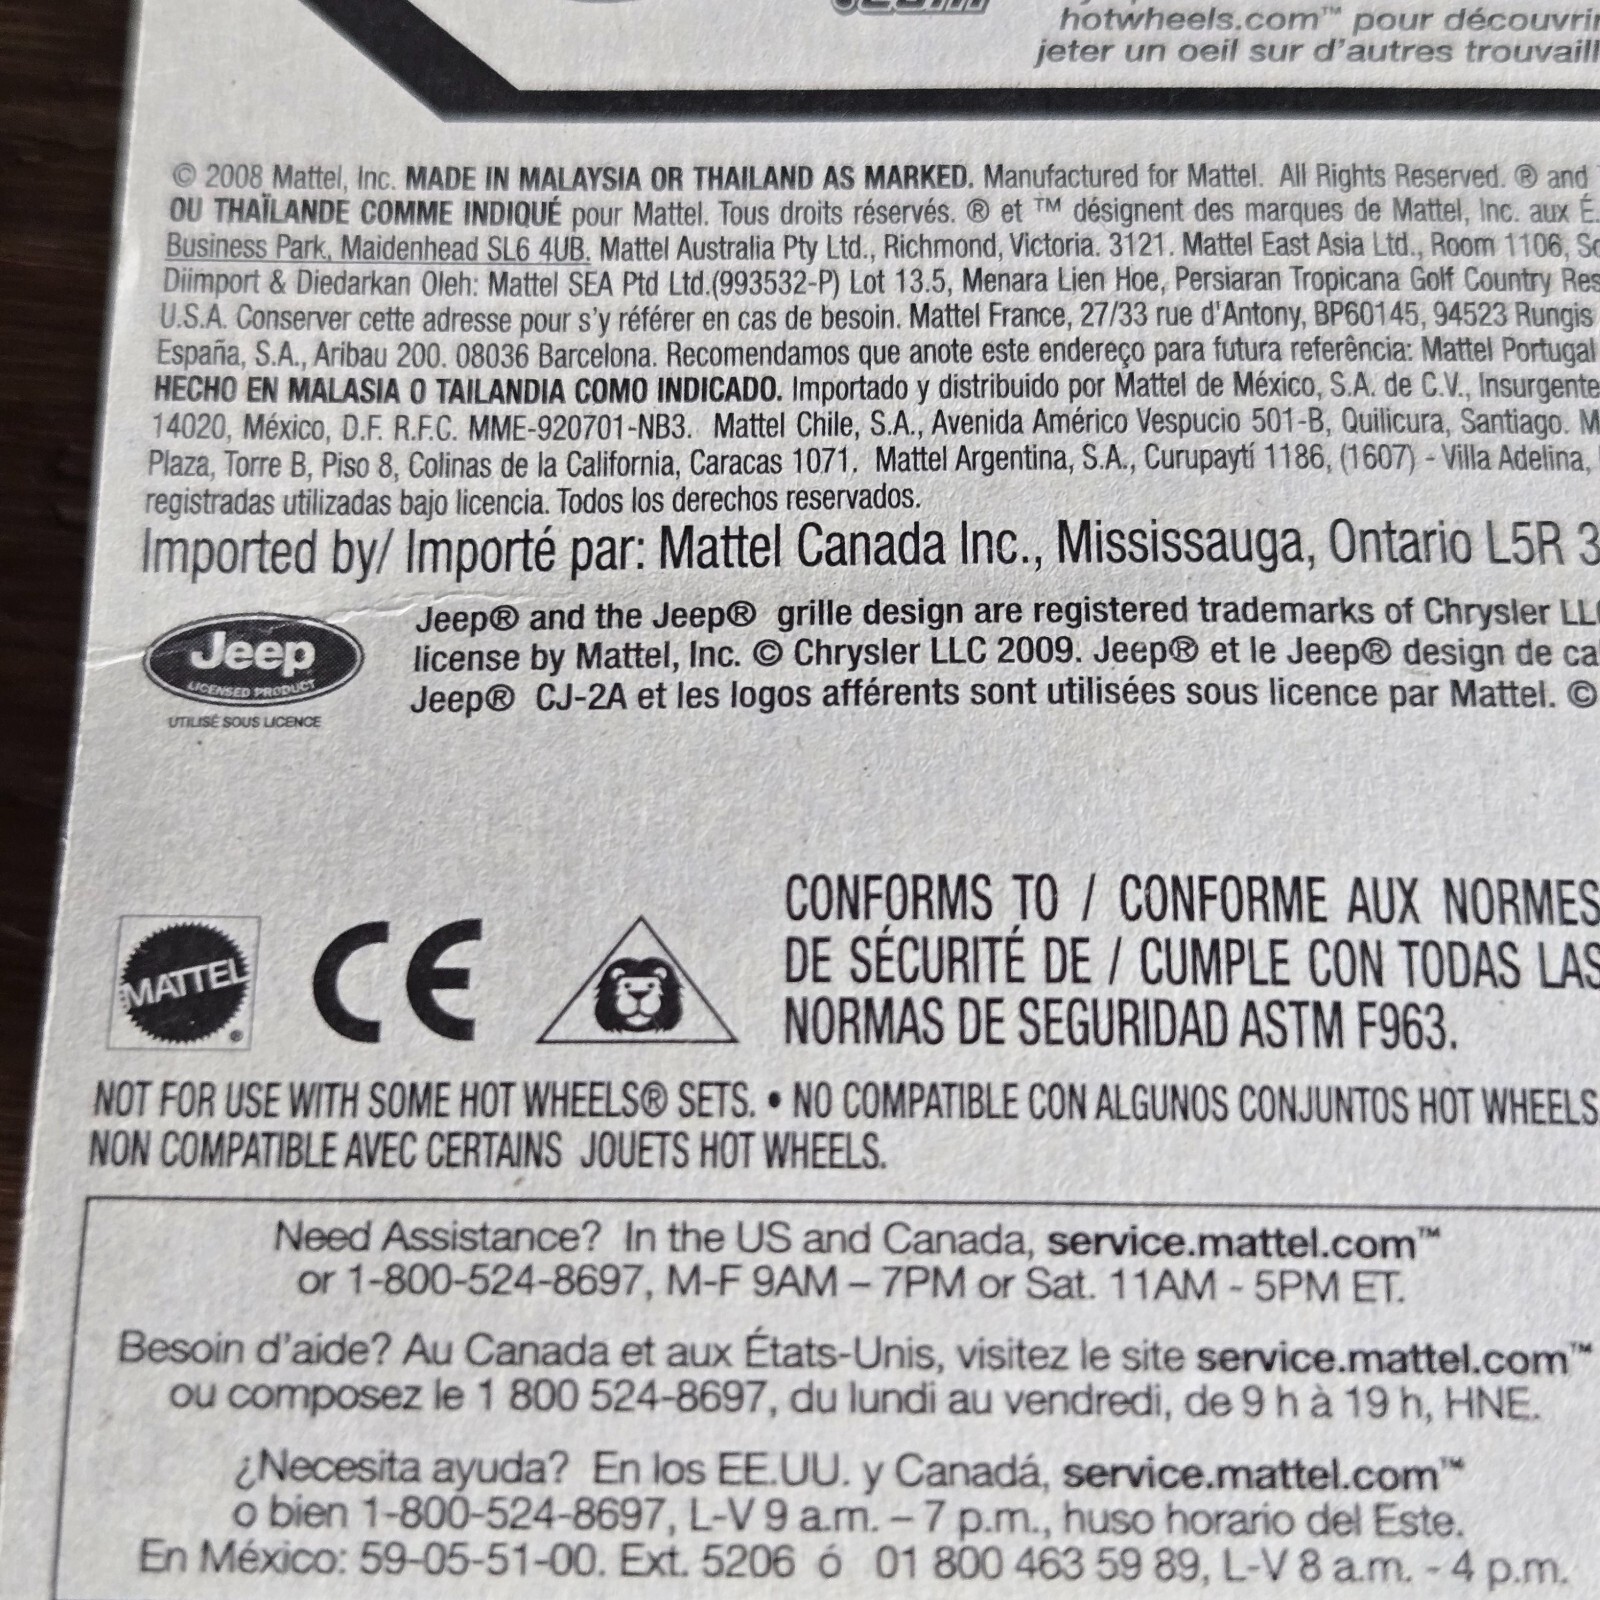 hotwheels.com™ pour découvrir
jeter un oeil sur d'autres trouvaill
© 2008 Mattel, Inc. MADE IN MALAYSIA OR THAILAND AS MARKED. Manufactured for Mattel. All Rights Reserved. ® and
OU THAÏLANDE COMME INDIQUÉ pour Mattel. Tous droits réservés. ® et ™ désignent des marques de Mattel, Inc. aux É.
Business Park, Maidenhead SL6 4UB. Mattel Australia Pty Ltd., Richmond, Victoria. 3121. Mattel East Asia Ltd., Room 1106, So
Diimport & Diedarkan Oleh: Mattel SEA Ptd Ltd.(993532-P) Lot 13.5, Menara Lien Hoe, Persiaran Tropicana Golf Country Res
U.S.A. Conserver cette adresse pour s'y référer en cas de besoin. Mattel France, 27/33 rue d'Antony, BP60145, 94523 Rungis
España, S.A., Aribau 200. 08036 Barcelona. Recomendamos que anote este endereço para futura referência: Mattel Portugal
HECHO EN MALASIA O TAILANDIA COMO INDICADO. Importado y distribuido por Mattel de México, S.A. de C.V., Insurgente
14020, México, D.F. R.F.C. MME-920701-NB3. Mattel Chile, S.A., Avenida Américo Vespucio 501-B, Quilicura, Santiago. M
Plaza, Torre B, Piso 8, Colinas de la California, Caracas 1071. Mattel Argentina, S.A., Curupaytí 1186, (1607) - Villa Adelina,
registradas utilizadas bajo licencia. Todos los derechos reservados.
Imported by/ Importé par: Mattel Canada Inc., Mississauga, Ontario L5R 3
Jeep
LICENSED PRODUCT
UTILISÉ SOUS LICENCE
Jeep® and the Jeep® grille design are registered trademarks of Chrysler LLC
license by Mattel, Inc. © Chrysler LLC 2009. Jeep® et le Jeep® design de ca
Jeep® CJ-2A et les logos afférents sont utilisées sous licence par Mattel. ©
MATTEL ®
CE
CONFORMS TO / CONFORME AUX NORMES
DE SÉCURITÉ DE / CUMPLE CON TODAS LAS
NORMAS DE SEGURIDAD ASTM F963.
NOT FOR USE WITH SOME HOT WHEELS® SETS. • NO COMPATIBLE CON ALGUNOS CONJUNTOS HOT WHEELS
NON COMPATIBLE AVEC CERTAINS JOUETS HOT WHEELS.
Need Assistance? In the US and Canada, service.mattel.com™
or 1-800-524-8697, M-F 9AM – 7PM or Sat. 11AM - 5PM ET.
Besoin d'aide? Au Canada et aux États-Unis, visitez le site service.mattel.com™
ou composez le 1 800 524-8697, du lundi au vendredi, de 9 h à 19 h, HNE.
¿Necesita ayuda? En los EE.UU. y Canadá, service.mattel.com™
o bien 1-800-524-8697, L-V 9 a.m. – 7 p.m., huso horario del Este.
En México: 59-05-51-00. Ext. 5206 ó 01 800 463 59 89, L-V 8 a.m. - 4 p.m.